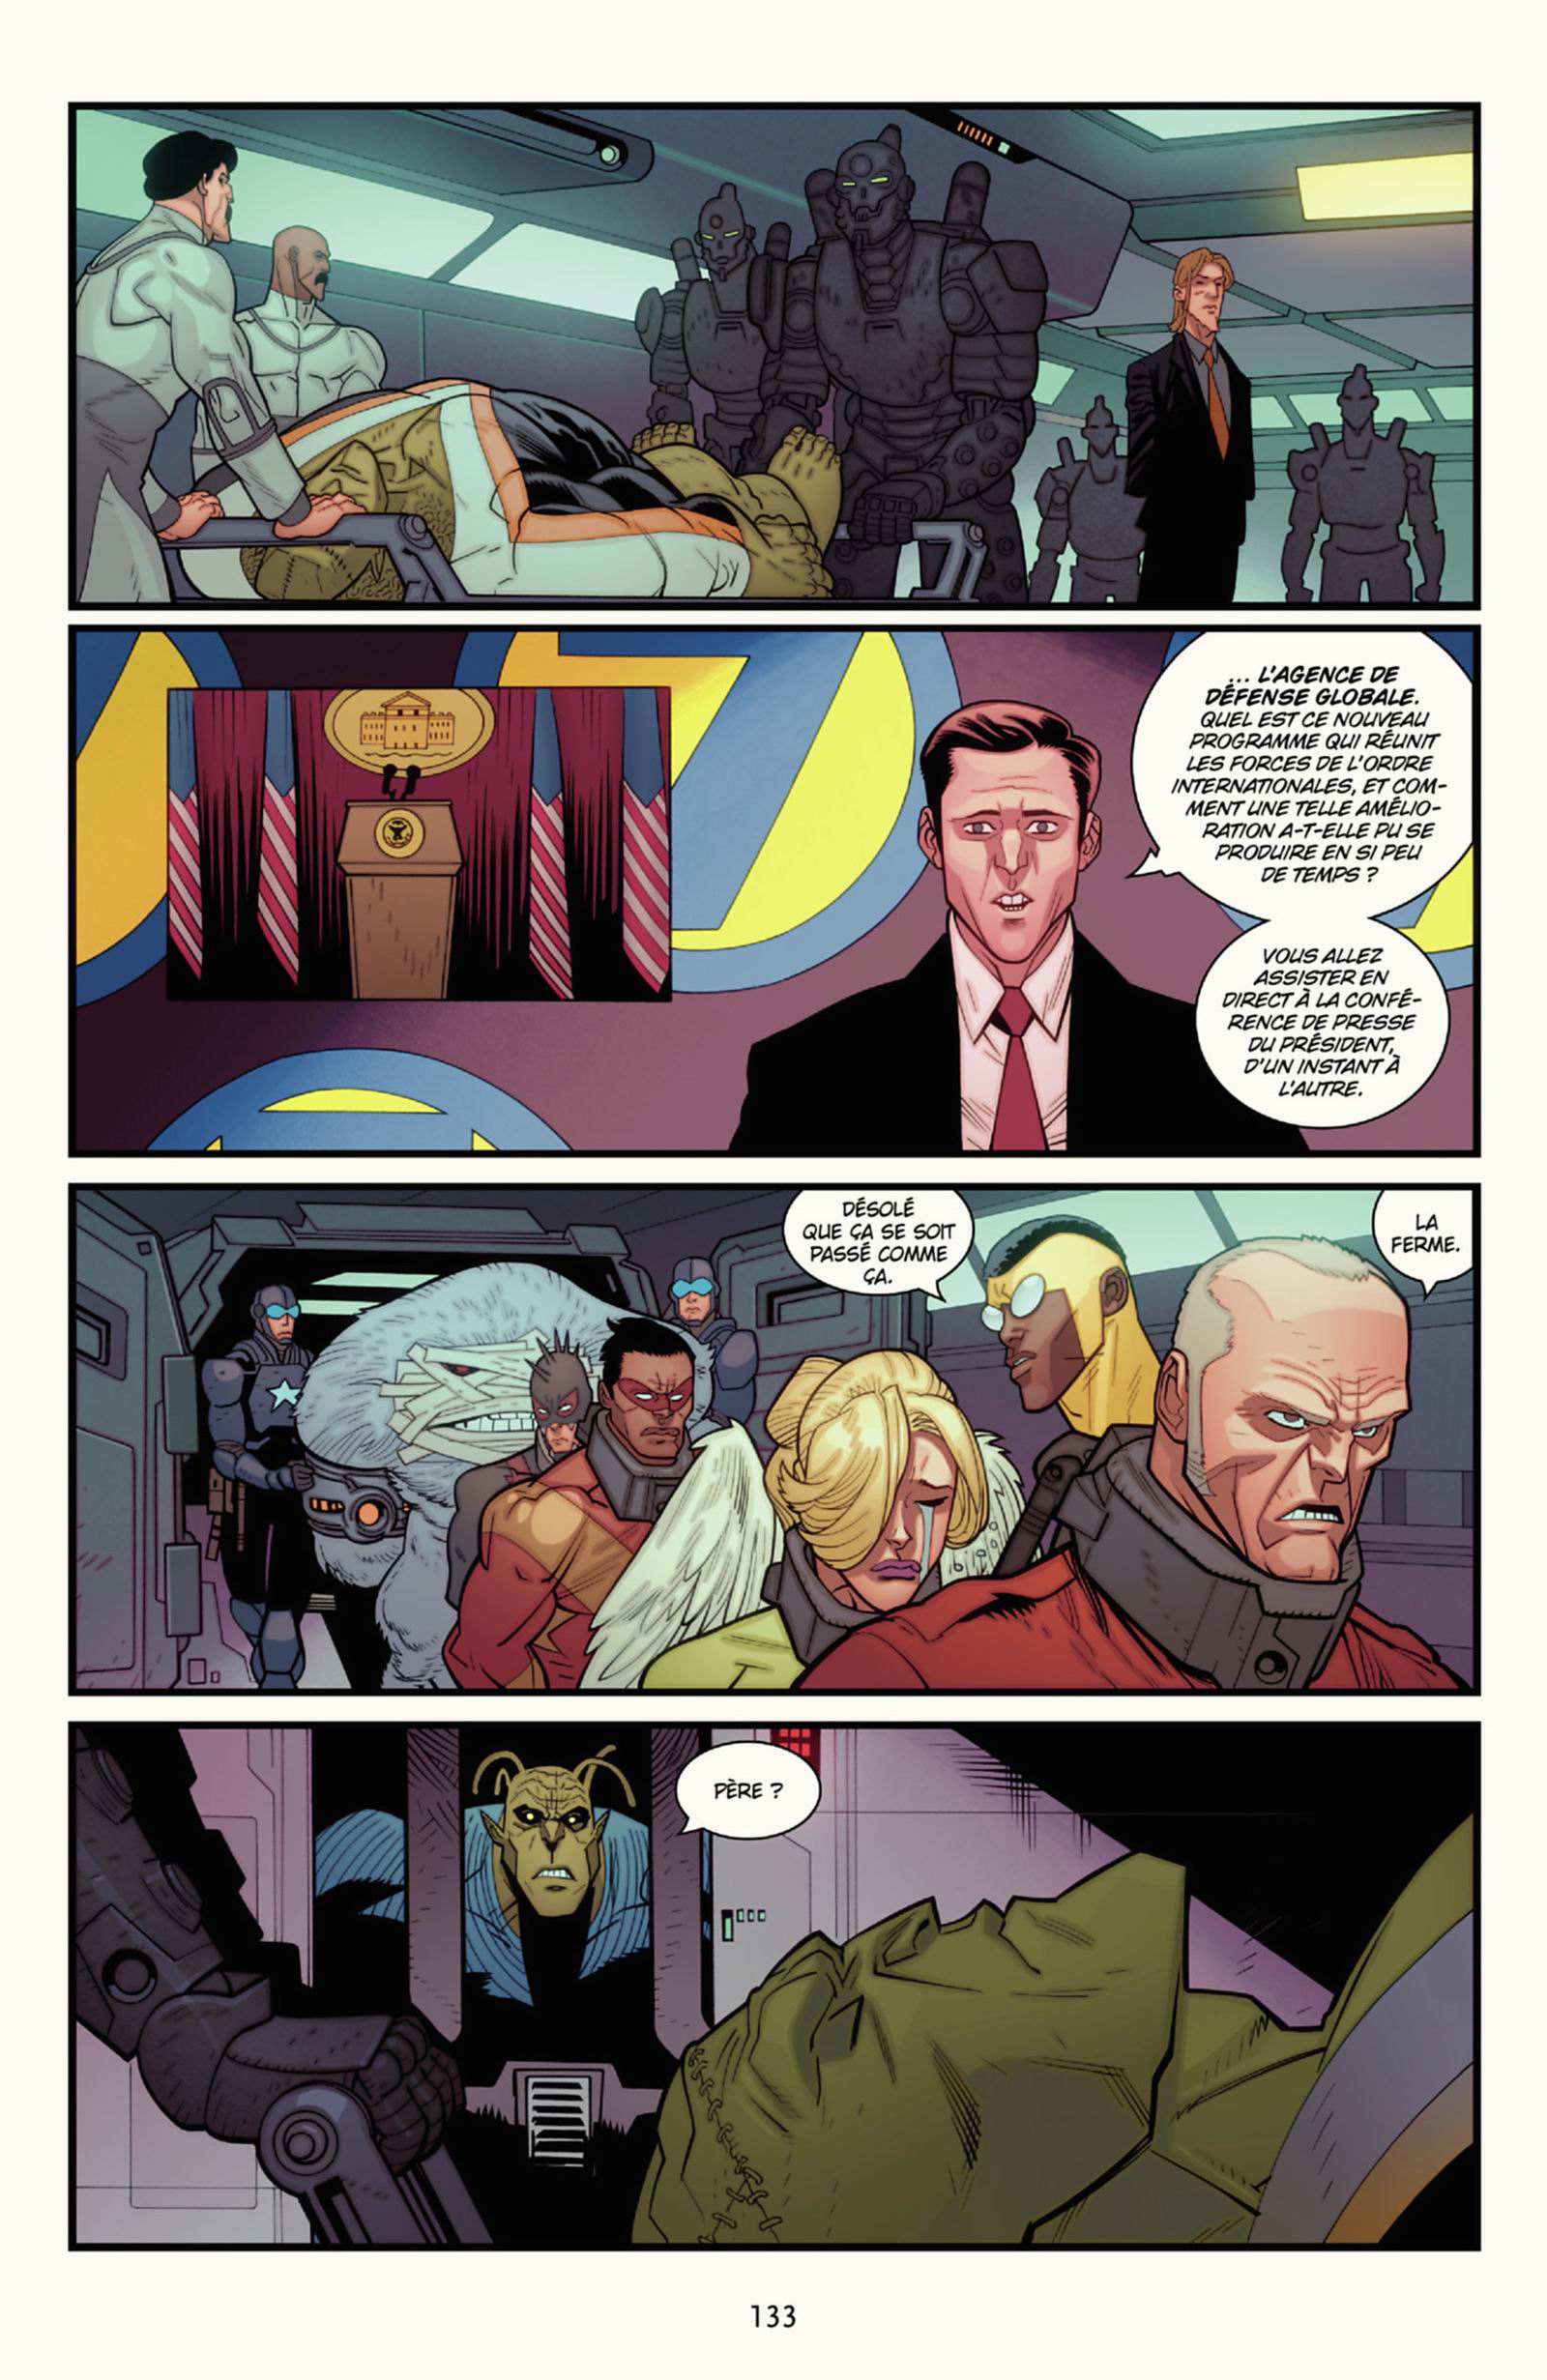 ... L'AGENCE DE
DÉFENSE GLOBALE.
QUEL EST CE NOUVEAU
PROGRAMME QUI RÉUNIT
LES FORCES DE L'ORDRE
INTERNATIONALES, ET COM-
MENT UNE TELLE AMÉLIO-
RATION A-T-ELLE PU SE
PRODUIRE EN SI PEU
DE TEMPS ?
VOUS ALLEZ
ASSISTER EN
DIRECT À LA CONFÉ-
RENCE DE PRESSE
DU PRÉSIDENT,
D'UN INSTANT À
L'AUTRE.
DÉSOLÉ
QUE ÇA SE SOIT
PASSÉ COMME
ÇA.
LA
FERME.
PÈRE ?
133